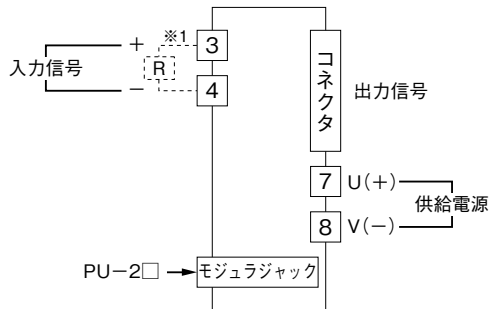 ※1
+ 3
入力信号
R
− 4
コネクタ
出力信号
7 U(+)
供給電源
8 V(−)
PU−2□
モジュラジャック